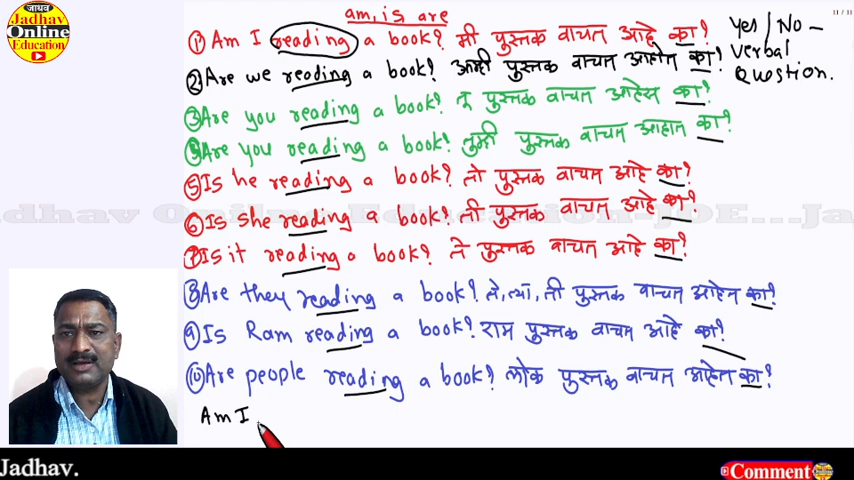 जाधव
Jadhav
Online
Education
am, is are
11 / 11
① Am I reading a book? मी पुस्तक वाचत आहे का?
Yes / No -
Verbal
Question.
② Are we reading a book? आम्ही पुस्तक वाचत आहोत का?
③ Are you reading a book? तू पुस्तक वाचत आहेस का?
④ Are you reading a book? तुम्ही पुस्तक वाचत आहात का?
⑤ Is he reading a book? तो पुस्तक वाचत आहे का?
⑥ Is she reading a book? ती पुस्तक वाचत आहे का?
⑦ Is it reading a book? ते पुस्तक वाचत आहे का?
⑧ Are they reading a book? ते, त्या, ती पुस्तक वाचत आहेत का?
⑨ Is Ram reading a book? राम पुस्तक वाचत आहे का?
⑩ Are people reading a book? लोक पुस्तक वाचत आहेत का?
Am I
Jadhav.
Comment